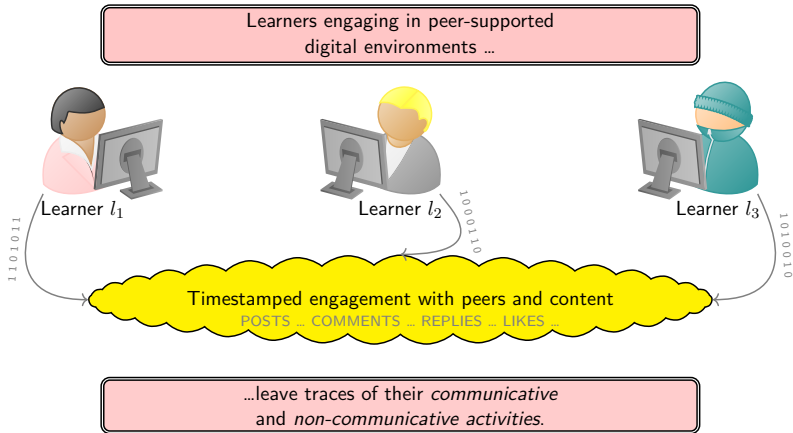 Learners engaging in peer-supported
digital environments …
Learner l1
Learner l2
Learner l3
1101011
1000110
1010010
Timestamped engagement with peers and content
POSTS … COMMENTS … REPLIES … LIKES …
…leave traces of their communicative
and non-communicative activities.